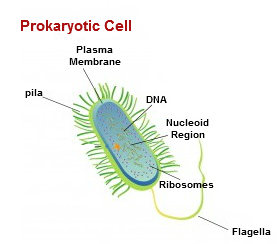 Prokaryotic Cell
Plasma
Membrane
pila
DNA
Nucleoid
Region
Ribosomes
Flagella